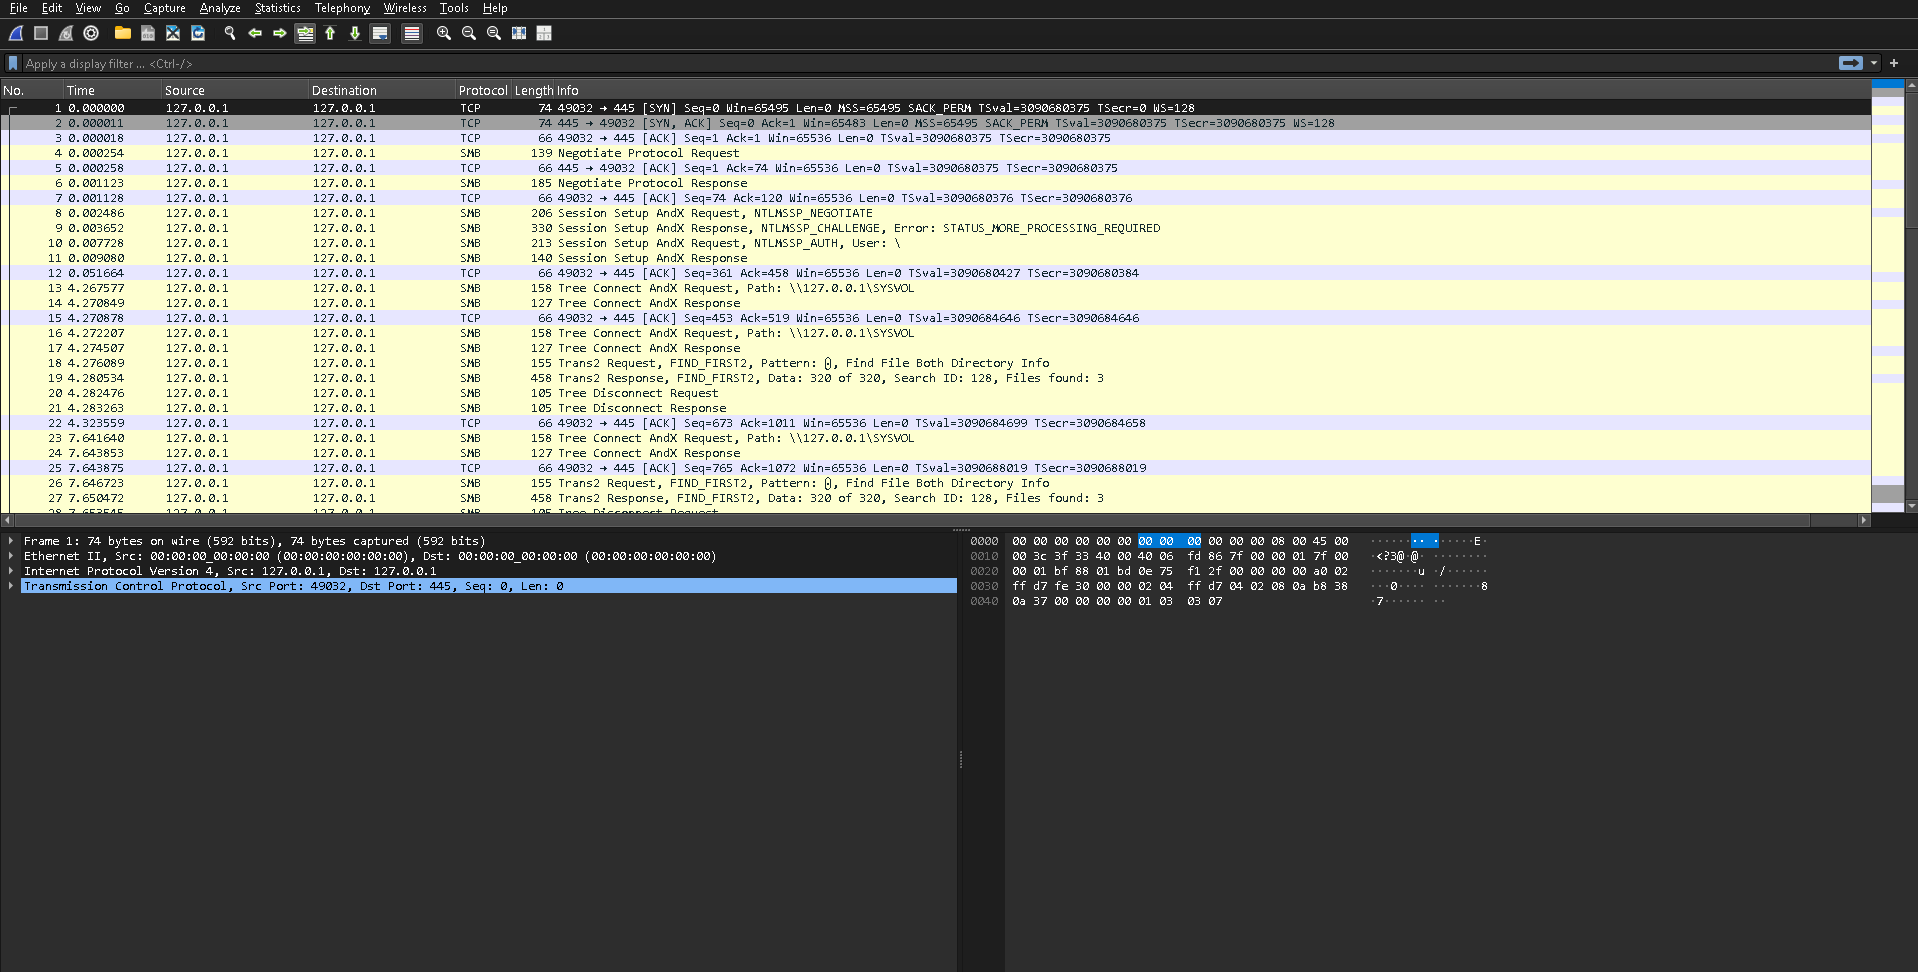 File Edit View Go Capture Analyze Statistics Telephony Wireless Tools Help
Apply a display filter ... <Ctrl-/>
No. Time Source Destination Protocol Length Info
1 0.000000 127.0.0.1 127.0.0.1 TCP 74 49032 → 445 [SYN] Seq=0 Win=65495 Len=0 MSS=65495 SACK_PERM TSval=3090680375 TSecr=0 WS=128
2 0.000011 127.0.0.1 127.0.0.1 TCP 74 445 → 49032 [SYN, ACK] Seq=0 Ack=1 Win=65483 Len=0 MSS=65495 SACK_PERM TSval=3090680375 TSecr=3090680375 WS=128
3 0.000018 127.0.0.1 127.0.0.1 TCP 66 49032 → 445 [ACK] Seq=1 Ack=1 Win=65536 Len=0 TSval=3090680375 TSecr=3090680375
4 0.000254 127.0.0.1 127.0.0.1 SMB 139 Negotiate Protocol Request
5 0.000258 127.0.0.1 127.0.0.1 TCP 66 445 → 49032 [ACK] Seq=1 Ack=74 Win=65536 Len=0 TSval=3090680375 TSecr=3090680375
6 0.001123 127.0.0.1 127.0.0.1 SMB 185 Negotiate Protocol Response
7 0.001128 127.0.0.1 127.0.0.1 TCP 66 49032 → 445 [ACK] Seq=74 Ack=120 Win=65536 Len=0 TSval=3090680376 TSecr=3090680376
8 0.002486 127.0.0.1 127.0.0.1 SMB 206 Session Setup AndX Request, NTLMSSP_NEGOTIATE
9 0.003652 127.0.0.1 127.0.0.1 SMB 330 Session Setup AndX Response, NTLMSSP_CHALLENGE, Error: STATUS_MORE_PROCESSING_REQUIRED
10 0.007728 127.0.0.1 127.0.0.1 SMB 213 Session Setup AndX Request, NTLMSSP_AUTH, User: \
11 0.009080 127.0.0.1 127.0.0.1 SMB 140 Session Setup AndX Response
12 0.051664 127.0.0.1 127.0.0.1 TCP 66 49032 → 445 [ACK] Seq=361 Ack=458 Win=65536 Len=0 TSval=3090680427 TSecr=3090680384
13 4.267577 127.0.0.1 127.0.0.1 SMB 158 Tree Connect AndX Request, Path: \\127.0.0.1\SYSVOL
14 4.270849 127.0.0.1 127.0.0.1 SMB 127 Tree Connect AndX Response
15 4.270878 127.0.0.1 127.0.0.1 TCP 66 49032 → 445 [ACK] Seq=453 Ack=519 Win=65536 Len=0 TSval=3090684646 TSecr=3090684646
16 4.272207 127.0.0.1 127.0.0.1 SMB 158 Tree Connect AndX Request, Path: \\127.0.0.1\SYSVOL
17 4.274507 127.0.0.1 127.0.0.1 SMB 127 Tree Connect AndX Response
18 4.276089 127.0.0.1 127.0.0.1 SMB 155 Trans2 Request, FIND_FIRST2, Pattern: , Find File Both Directory Info
19 4.280534 127.0.0.1 127.0.0.1 SMB 458 Trans2 Response, FIND_FIRST2, Data: 320 of 320, Search ID: 128, Files found: 3
20 4.282476 127.0.0.1 127.0.0.1 SMB 105 Tree Disconnect Request
21 4.283263 127.0.0.1 127.0.0.1 SMB 105 Tree Disconnect Response
22 4.323559 127.0.0.1 127.0.0.1 TCP 66 49032 → 445 [ACK] Seq=673 Ack=1011 Win=65536 Len=0 TSval=3090684699 TSecr=3090684658
23 7.641640 127.0.0.1 127.0.0.1 SMB 158 Tree Connect AndX Request, Path: \\127.0.0.1\SYSVOL
24 7.643853 127.0.0.1 127.0.0.1 SMB 127 Tree Connect AndX Response
25 7.643875 127.0.0.1 127.0.0.1 TCP 66 49032 → 445 [ACK] Seq=765 Ack=1072 Win=65536 Len=0 TSval=3090688019 TSecr=3090688019
26 7.646723 127.0.0.1 127.0.0.1 SMB 155 Trans2 Request, FIND_FIRST2, Pattern: , Find File Both Directory Info
27 7.650472 127.0.0.1 127.0.0.1 SMB 458 Trans2 Response, FIND_FIRST2, Data: 320 of 320, Search ID: 128, Files found: 3
Frame 1: 74 bytes on wire (592 bits), 74 bytes captured (592 bits)
Ethernet II, Src: 00:00:00_00:00:00 (00:00:00:00:00:00), Dst: 00:00:00_00:00:00 (00:00:00:00:00:00)
Internet Protocol Version 4, Src: 127.0.0.1, Dst: 127.0.0.1
Transmission Control Protocol, Src Port: 49032, Dst Port: 445, Seq: 0, Len: 0
0000 00 00 00 00 00 00 00 00 00 00 00 00 08 00 45 00 ··············E·
0010 00 3c 3f 33 40 00 40 06 fd 86 7f 00 00 01 7f 00 ·<?3@·@·········
0020 00 01 bf 88 01 bd 0e 75 f1 2f 00 00 00 00 a0 02 ·······u·/······
0030 ff d7 fe 30 00 00 02 04 ff d7 04 02 08 0a b8 38 ···0···········8
0040 0a 37 00 00 00 00 01 03 03 07 ·7········